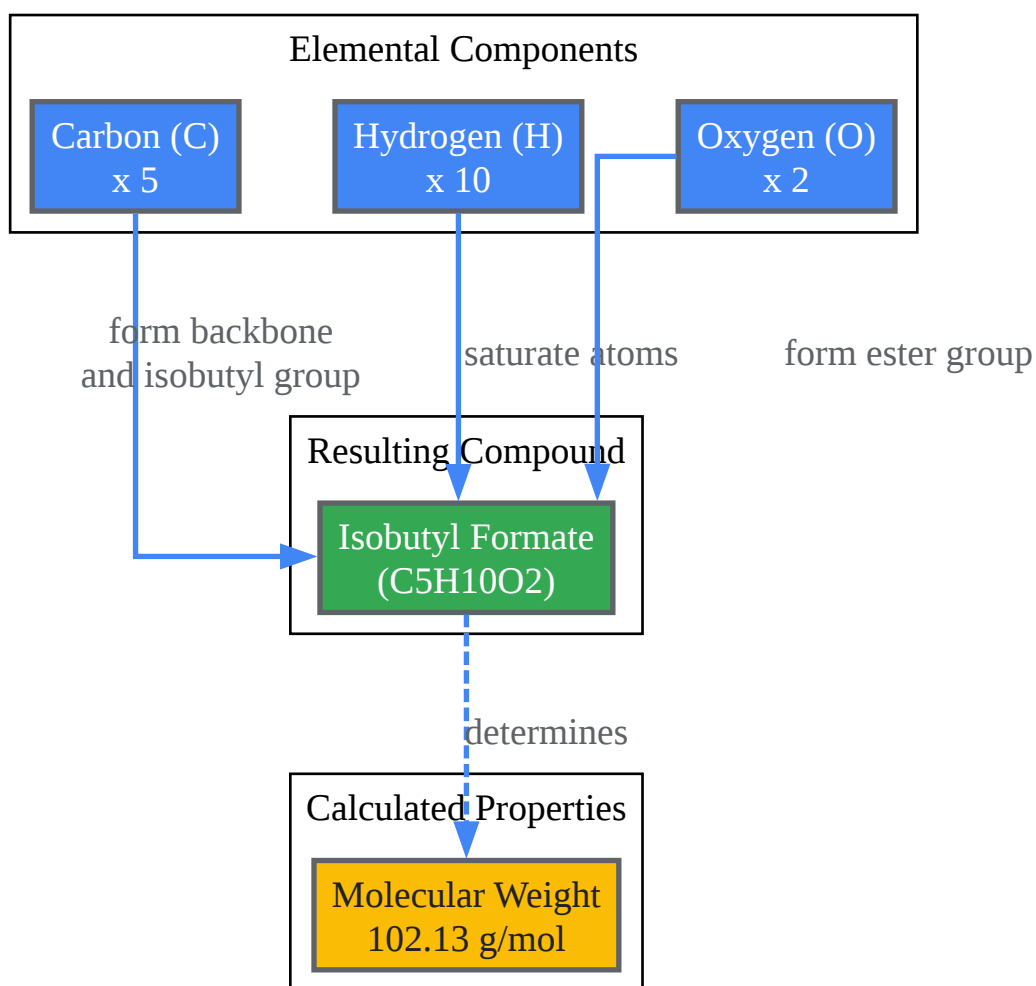 Elemental Components
Carbon (C)
x 5
Hydrogen (H)
x 10
Oxygen (O)
x 2
form backbone
and isobutyl group
saturate atoms
form ester group
Resulting Compound
Isobutyl Formate
(C5H10O2)
determines
Calculated Properties
Molecular Weight
102.13 g/mol